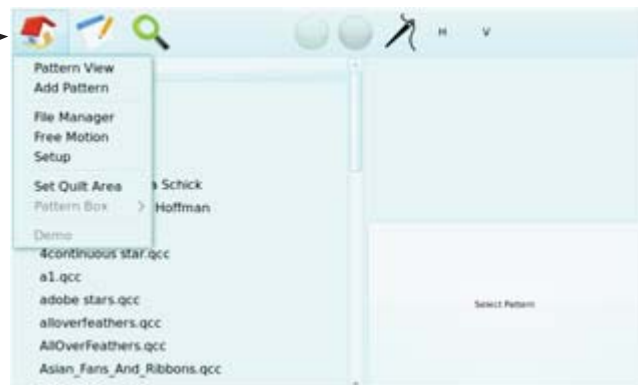 H V
Pattern View
Add Pattern
File Manager
Free Motion
Setup
Set Quilt Area
Schick
Pattern Box >
Hoffman
Demo
4continuous star.qcc
a1.qcc
adobe stars.qcc
alloverfeathers.qcc
AllOverFeathers.qcc
Asian_Fans_And_Ribbons.qcc
Select Pattern